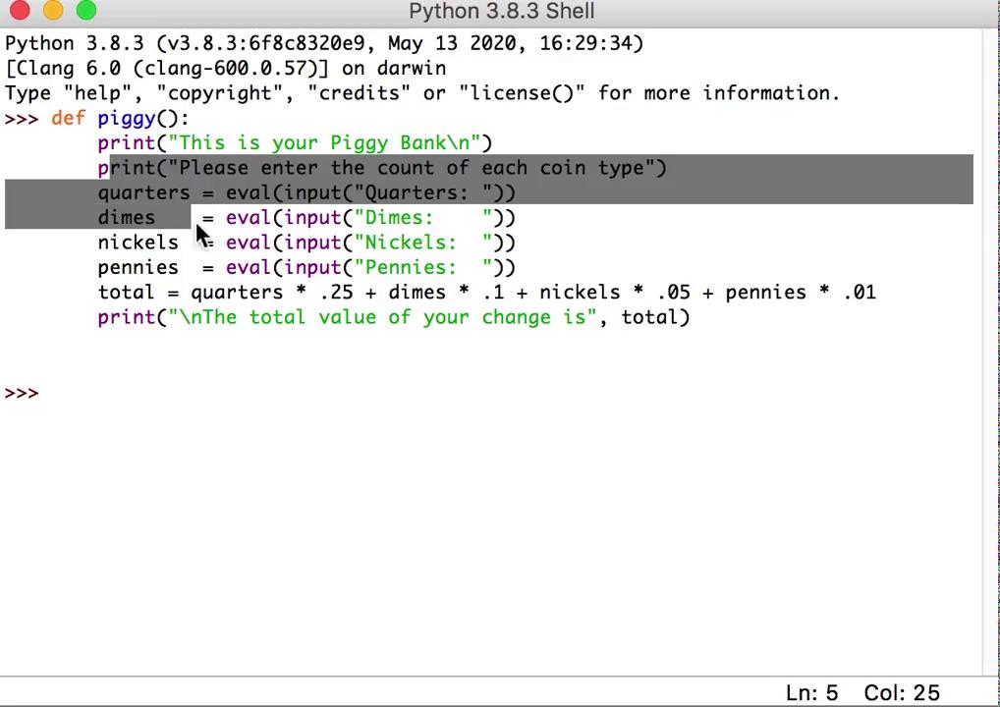 Python 3.8.3 Shell
Python 3.8.3 (v3.8.3:6f8c8320e9, May 13 2020, 16:29:34)
[Clang 6.0 (clang-600.0.57)] on darwin
Type "help", "copyright", "credits" or "license()" for more information.
>>> def piggy():
        print("This is your Piggy Bank\n")
        print("Please enter the count of each coin type")
        quarters = eval(input("Quarters: "))
        dimes    = eval(input("Dimes:    "))
        nickels  = eval(input("Nickels:  "))
        pennies  = eval(input("Pennies:  "))
        total = quarters * .25 + dimes * .1 + nickels * .05 + pennies * .01
        print("\nThe total value of your change is", total)
>>>
Ln: 5  Col: 25